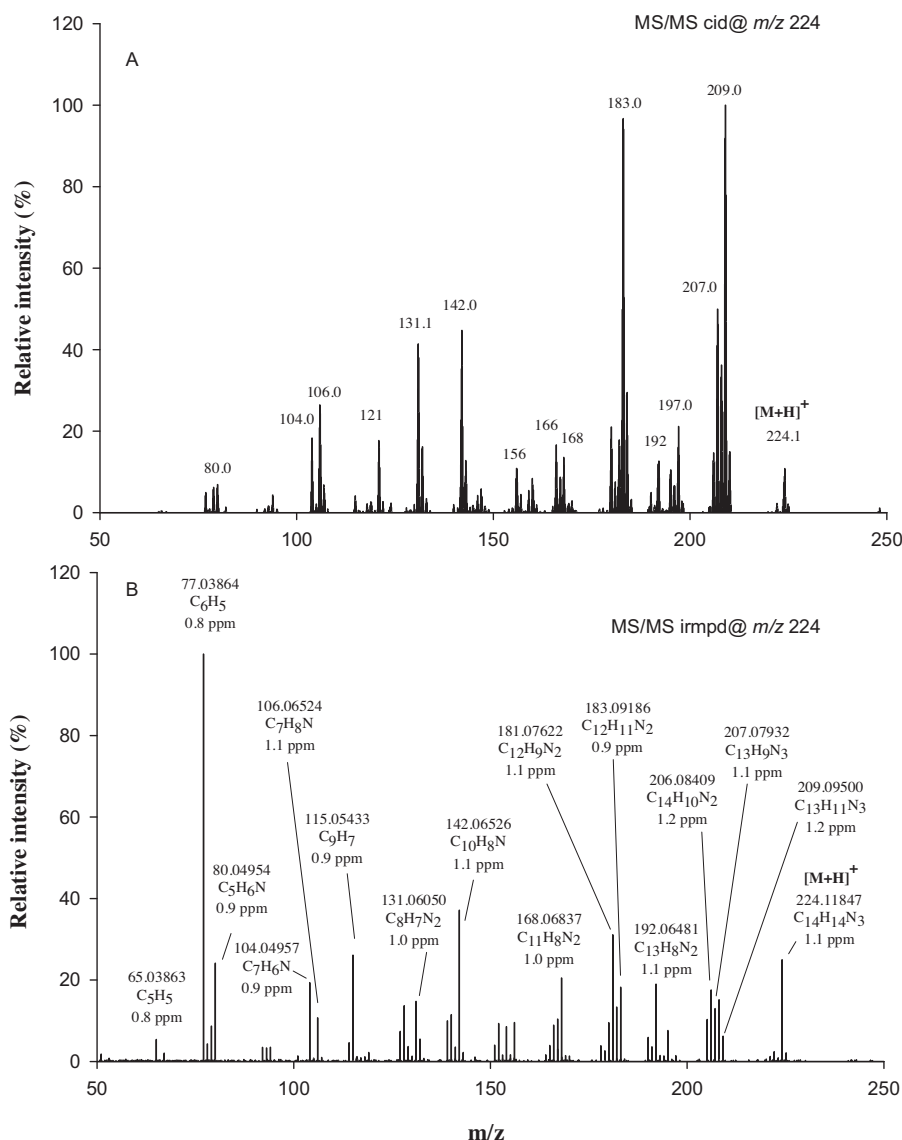 MS/MS cid@ m/z 224
A
Relative intensity (%)
120
100
80
60
40
20
0
80.0
104.0
106.0
121
131.1
142.0
156
166
168
183.0
192
197.0
207.0
209.0
[M+H]+
224.1
50
100
150
200
250
B
MS/MS irmpd@ m/z 224
Relative intensity (%)
120
100
80
60
40
20
0
77.03864
C6H5
0.8 ppm
106.06524
C7H8N
1.1 ppm
80.04954
C5H6N
0.9 ppm
65.03863
C5H5
0.8 ppm
104.04957
C7H6N
0.9 ppm
115.05433
C9H7
0.9 ppm
131.06050
C8H7N2
1.0 ppm
142.06526
C10H8N
1.1 ppm
181.07622
C12H9N2
1.1 ppm
183.09186
C12H11N2
0.9 ppm
168.06837
C11H8N2
1.0 ppm
192.06481
C13H8N2
1.1 ppm
206.08409
C14H10N2
1.2 ppm
207.07932
C13H9N3
1.1 ppm
209.09500
C13H11N3
1.2 ppm
[M+H]+
224.11847
C14H14N3
1.1 ppm
50
100
150
200
250
m/z